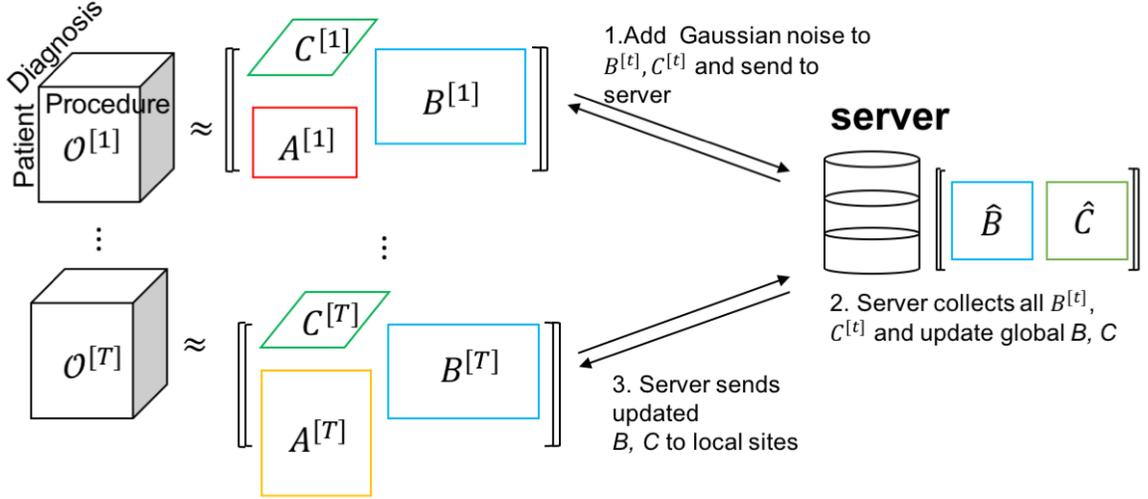 Diagnosis
Patient
Procedure
𝒪^[1]
≈
C^[1]
A^[1]
B^[1]
1.Add Gaussian noise to
B^[t], C^[t] and send to
server
server
B̂
Ĉ
⋮
⋮
2. Server collects all B^[t],
C^[t] and update global B, C
𝒪^[T]
≈
C^[T]
A^[T]
B^[T]
3. Server sends
updated
B, C to local sites